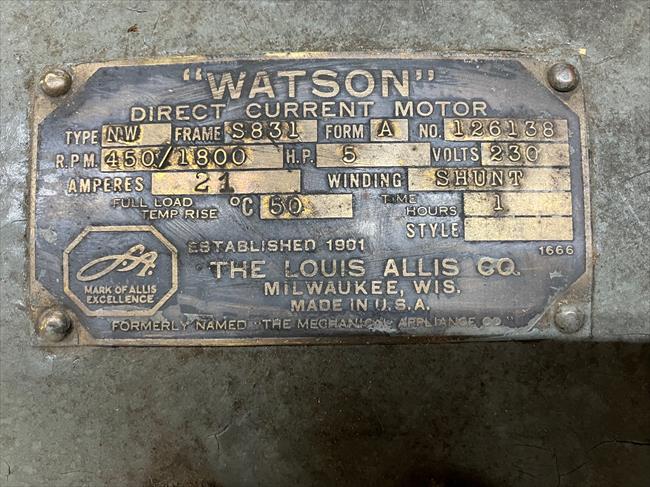 "WATSON"
DIRECT CURRENT MOTOR
TYPE NW FRAME S831 FORM A NO. 126138
R.P.M. 450/1800 H.P. 5 VOLTS 230
AMPERES 21 WINDING SHUNT
FULL LOAD TEMP. RISE °C 50 TIME HOURS 1
STYLE
ESTABLISHED 1901 1666
THE LOUIS ALLIS CO.
MILWAUKEE, WIS.
MADE IN U.S.A.
LA.
MARK OF ALLIS
EXCELLENCE
FORMERLY NAMED "THE MECHANICAL APPLIANCE CO."